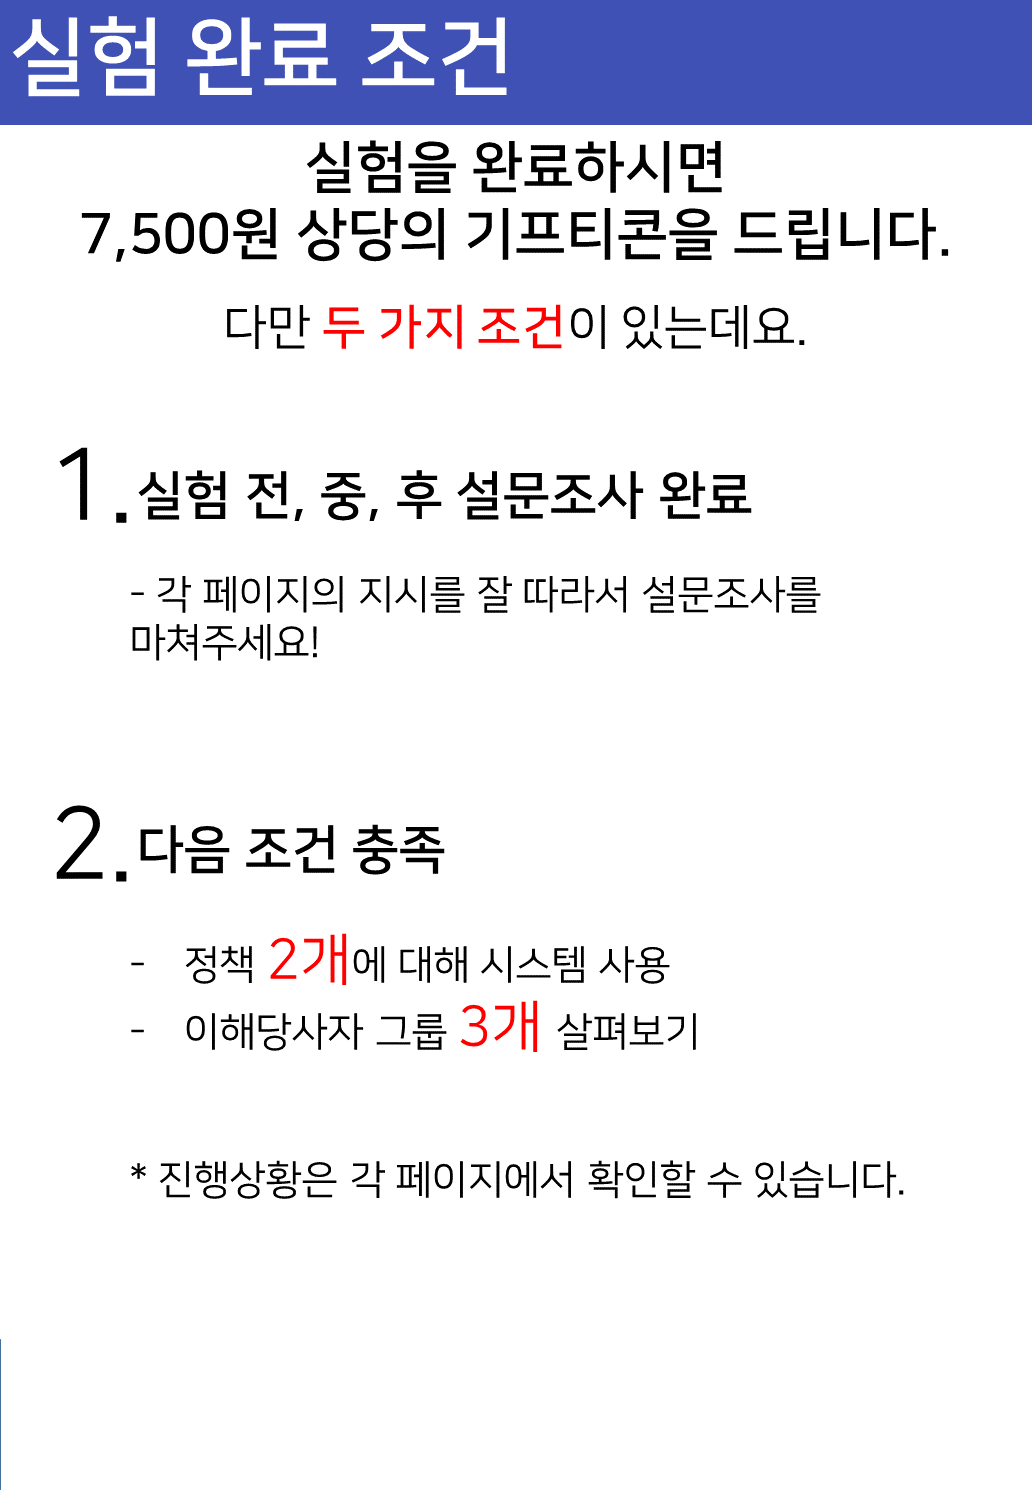 실험 완료 조건
실험을 완료하시면
7,500원 상당의 기프티콘을 드립니다.
다만 두 가지 조건이 있는데요.
1. 실험 전, 중, 후 설문조사 완료
- 각 페이지의 지시를 잘 따라서 설문조사를
마쳐주세요!
2. 다음 조건 충족
- 정책 2개에 대해 시스템 사용
- 이해당사자 그룹 3개 살펴보기
* 진행상황은 각 페이지에서 확인할 수 있습니다.